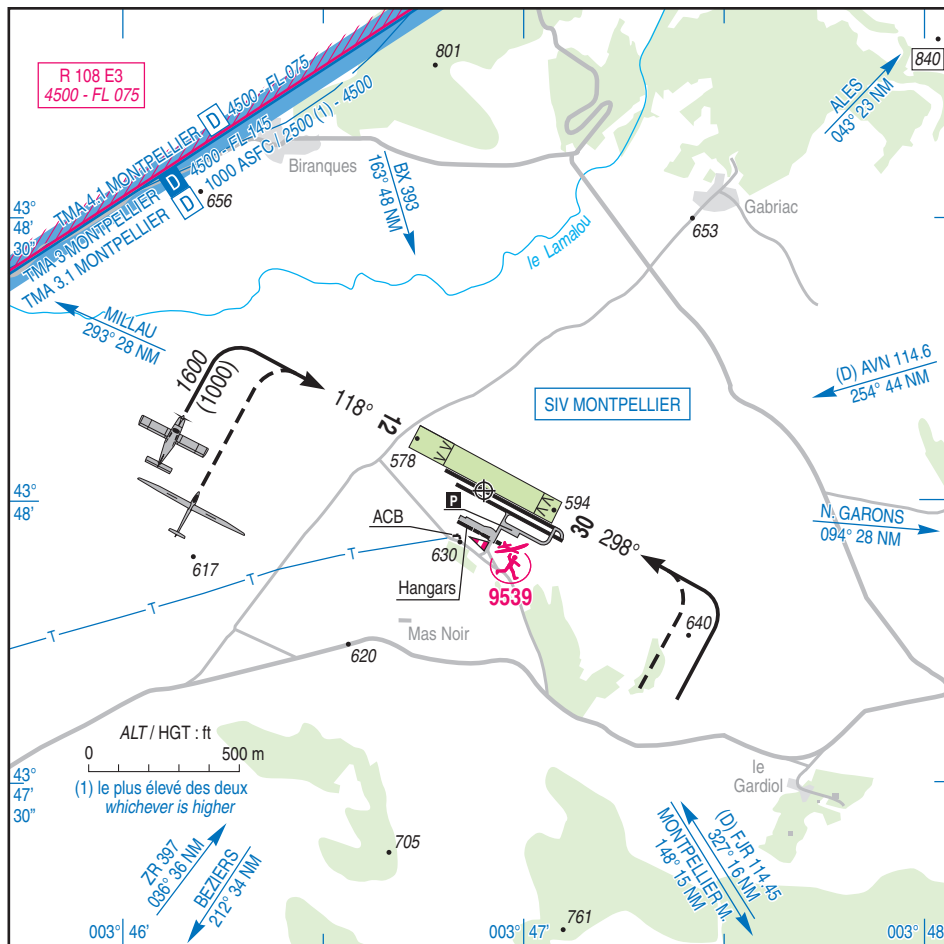 R 108 E3
4500 - FL 075
801
840
ALES
043° 23 NM
TMA 4.1 MONTPELLIER D 4500 - FL 075
TMA 3 MONTPELLIER D 4500 - FL 145
TMA 3.1 MONTPELLIER D 1000 ASFC / 2500 (1) - 4500
Biranques
BX 393
163° 48 NM
656
43°
48'
30"
Gabriac
653
le Lamalou
MILLAU
293° 28 NM
1600
(1000)
118°
12
SIV MONTPELLIER
(D) AVN 114.6
254° 44 NM
578
594
43°
48'
P
ACB
630
30
298°
N. GARONS
094° 28 NM
617
Hangars
9539
T
T
T
Mas Noir
640
620
ALT / HGT : ft
0 500 m
(1) le plus élevé des deux
whichever is higher
43°
47'
30"
le
Gardiol
705
ZR 397
036° 36 NM
BEZIERS
212° 34 NM
(D) FJR 114.45
327° 16 NM
MONTPELLIER M.
148° 15 NM
761
003° 46'
003° 47'
003° 48'